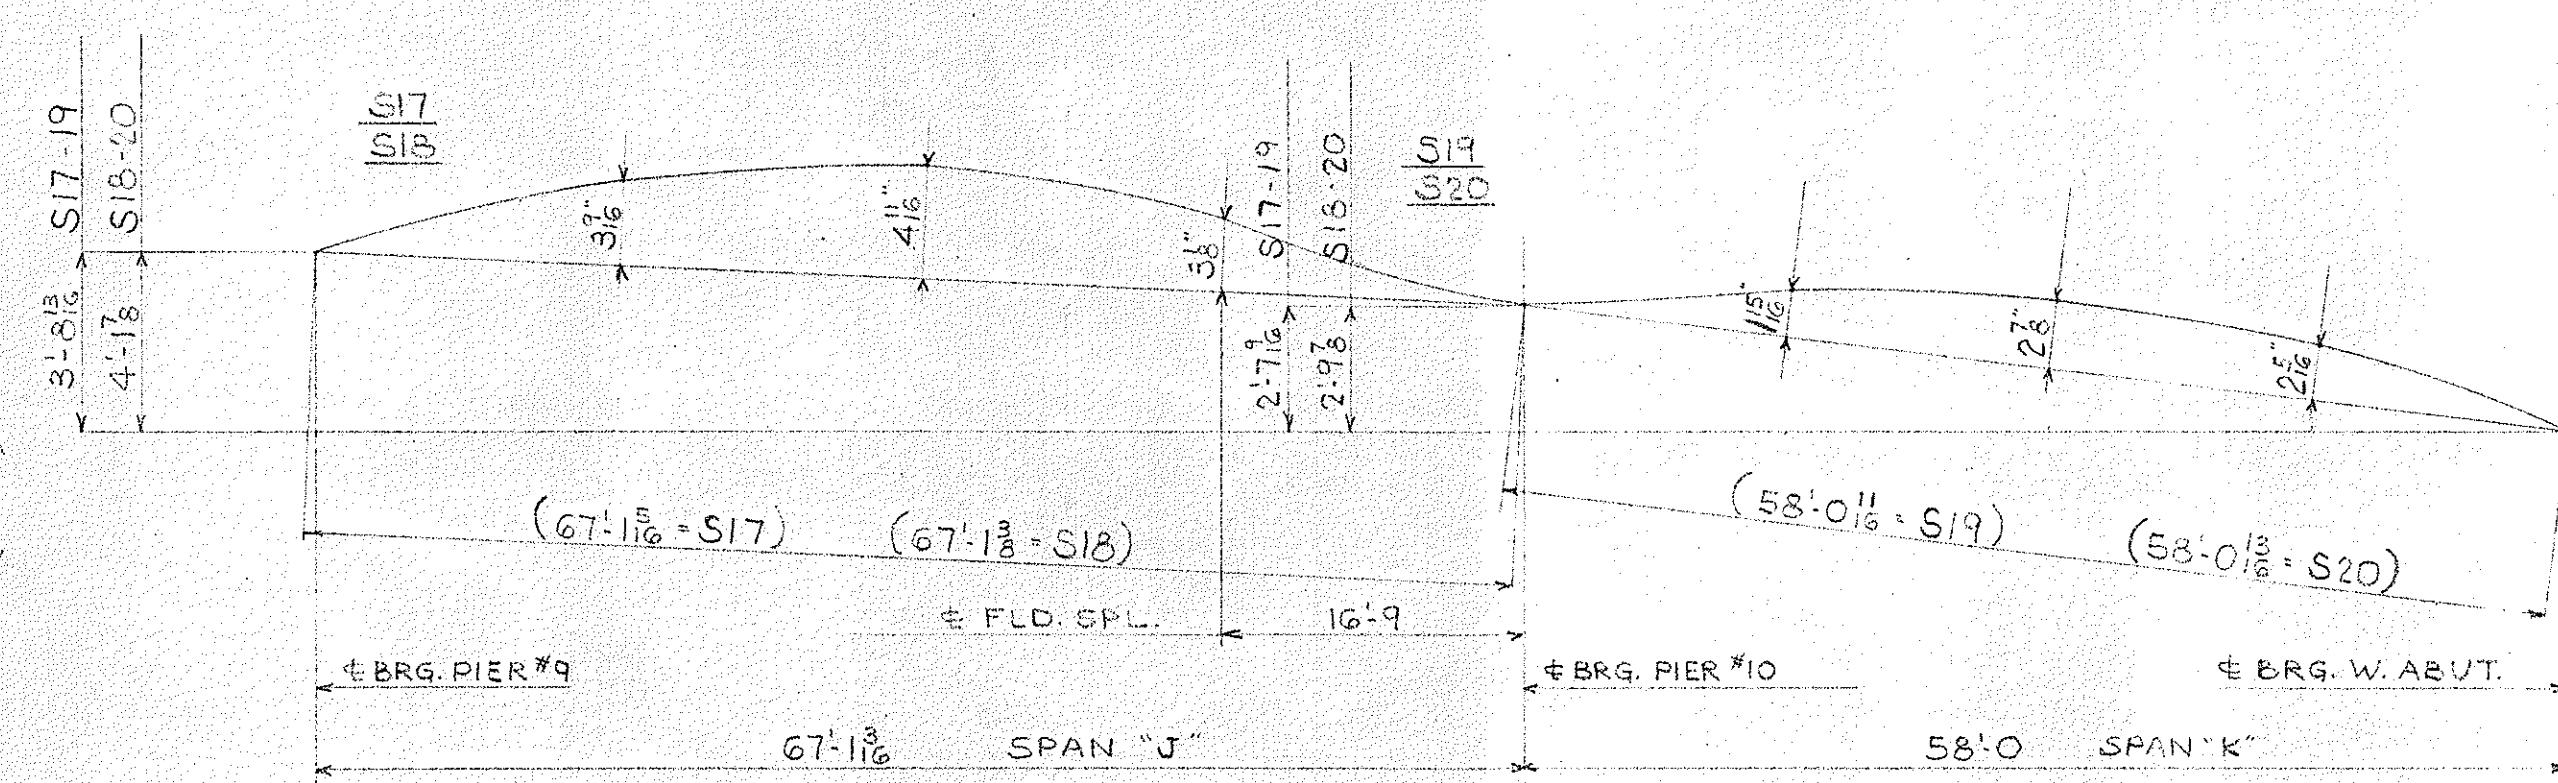 S17-19
S18-20
S17
S18
3'-8 13/16
4'-1 7/8
3 9/16"
4 11/16"
3 1/8"
S17-19
S18-20
2'-7 9/16
2'-9 7/8
S19
S20
1 15/16"
2 7/8"
2 5/16"
(67'-1 5/16 = S17) (67'-1 3/8 = S18)
(58'-0 11/16 = S19) (58'-0 13/16 = S20)
℄ FLD. SPL. 16'-9
℄ BRG. PIER #9 ℄ BRG. PIER #10 ℄ BRG. W. ABUT.
67'-1 3/16 SPAN "J" 58'-0 SPAN "K"